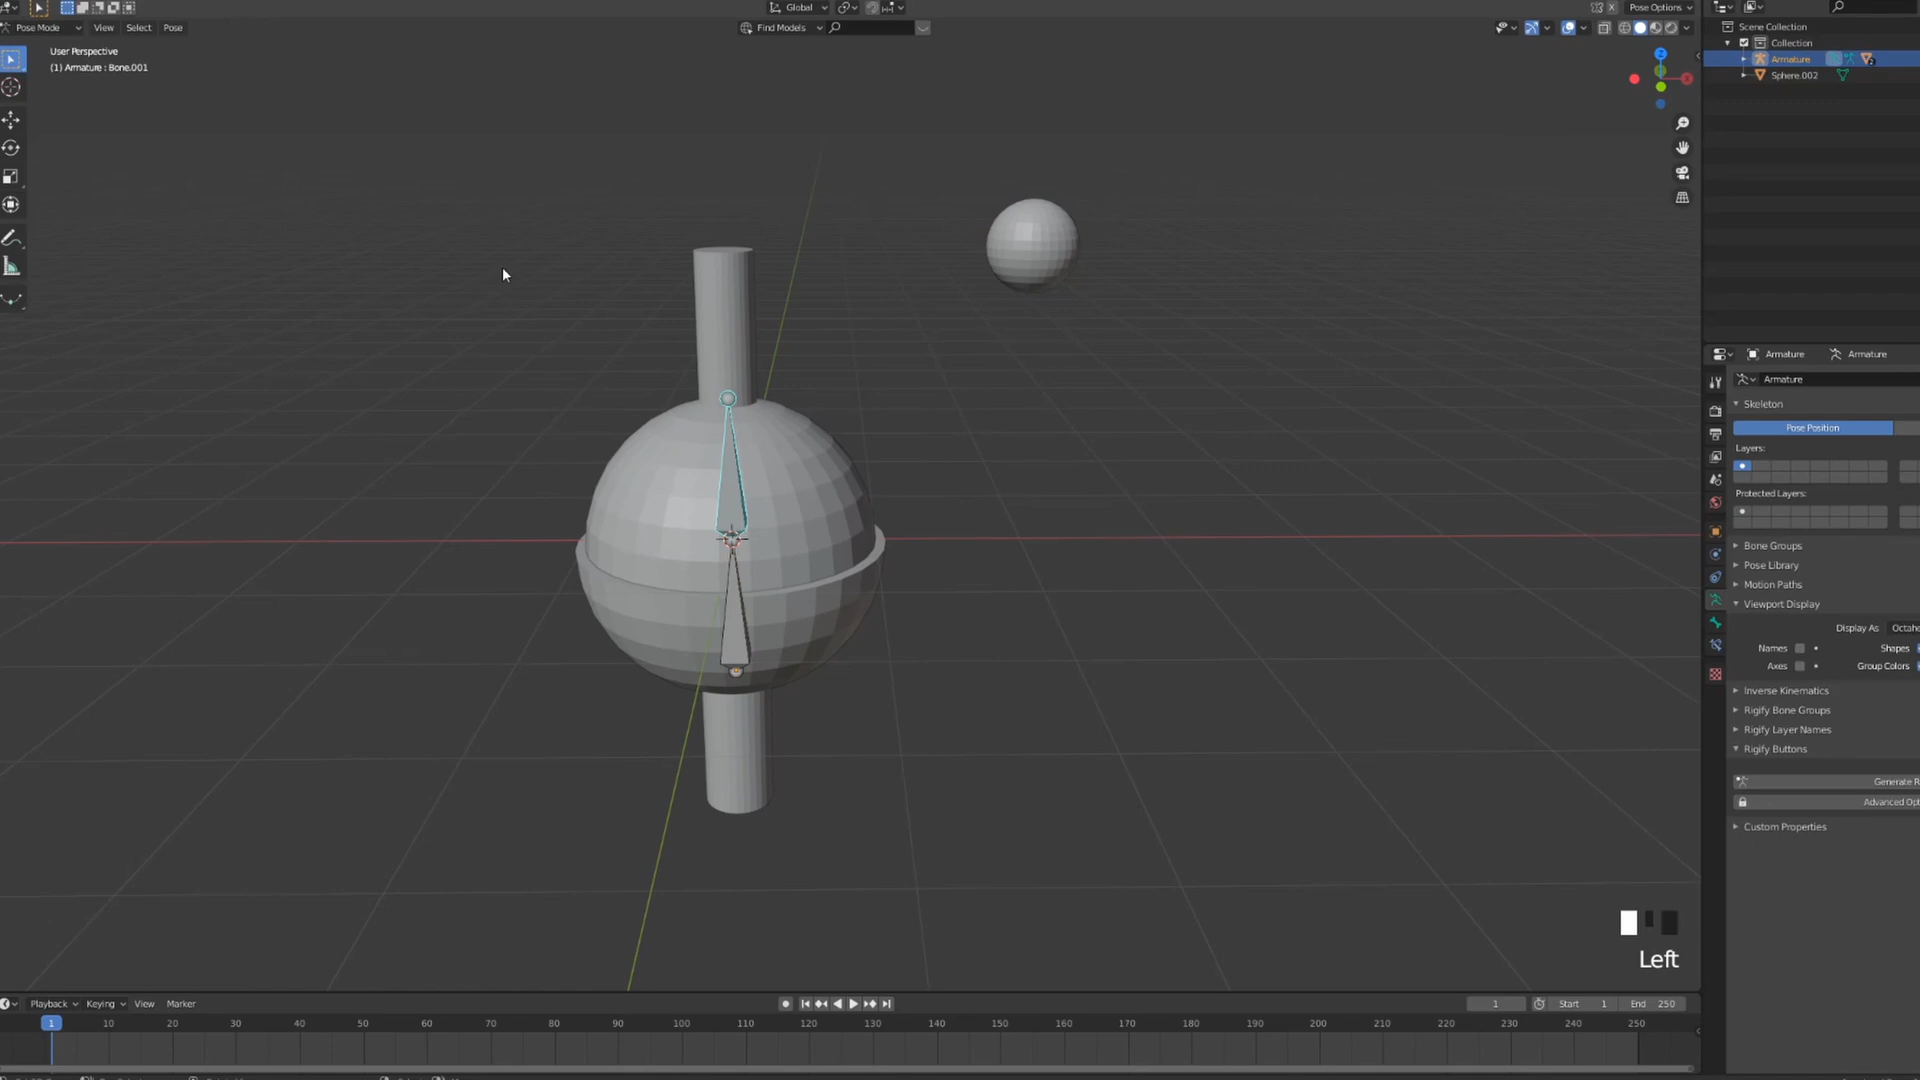 Global
Pose Options
Pose Mode
View
Select
Pose
Find Models
User Perspective
(1) Armature : Bone.001
Z
X
Scene Collection
Collection
Armature
Sphere.002
Armature
Armature
Armature
Skeleton
Pose Position
Layers:
Protected Layers:
Bone Groups
Pose Library
Motion Paths
Viewport Display
Display As
Octahe
Names
Shapes
Axes
Group Colors
Inverse Kinematics
Rigify Bone Groups
Rigify Layer Names
Rigify Buttons
Generate R
Advanced Opt
Custom Properties
Left
Playback
Keying
View
Marker
1
Start 1
End 250
1 10 20 30 40 50 60 70 80 90 100 110 120 130 140 150 160 170 180 190 200 210 220 230 240 250